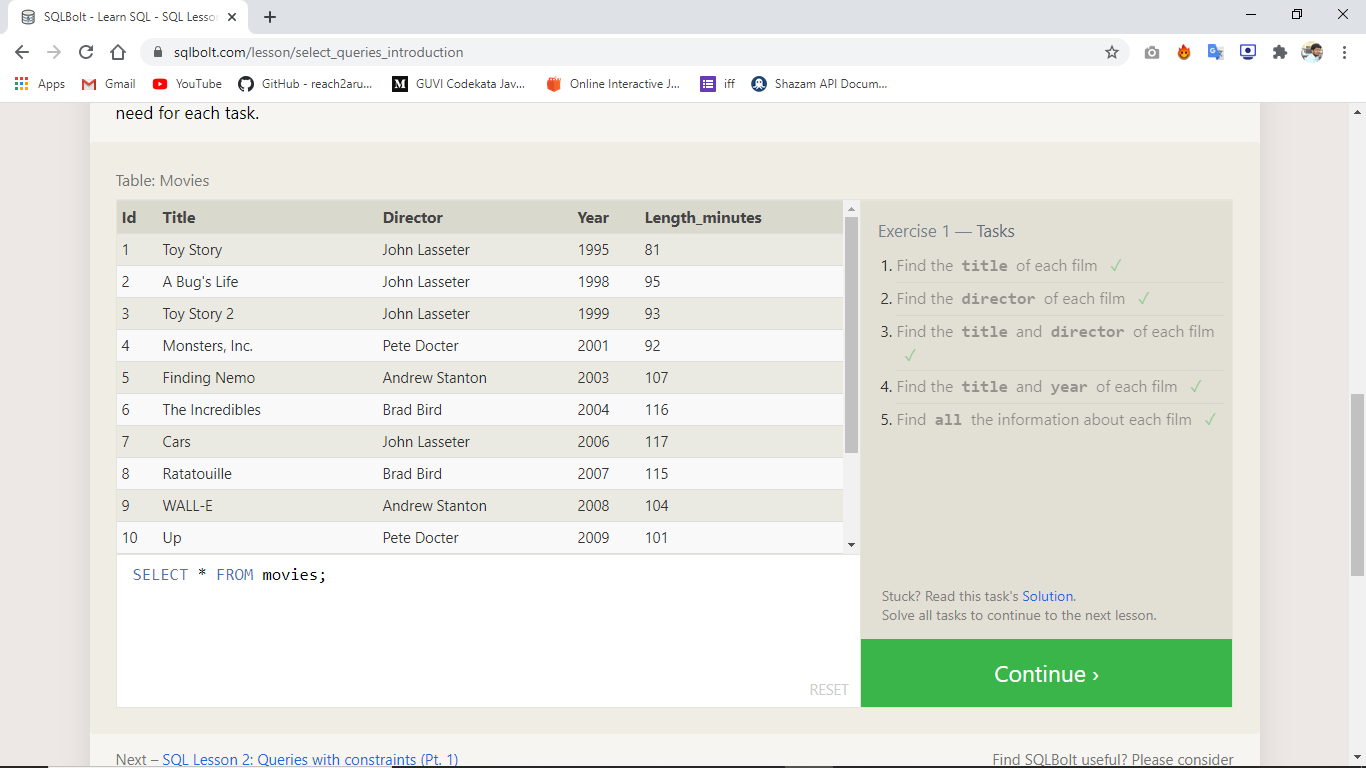 SQLBolt - Learn SQL - SQL Lesson
sqlbolt.com/lesson/select_queries_introduction
Apps Gmail YouTube GitHub - reach2aru... GUVI Codekata Jav... Online Interactive J... iff Shazam API Docum...
need for each task.
Table: Movies
Id Title Director Year Length_minutes
1 Toy Story John Lasseter 1995 81
2 A Bug's Life John Lasseter 1998 95
3 Toy Story 2 John Lasseter 1999 93
4 Monsters, Inc. Pete Docter 2001 92
5 Finding Nemo Andrew Stanton 2003 107
6 The Incredibles Brad Bird 2004 116
7 Cars John Lasseter 2006 117
8 Ratatouille Brad Bird 2007 115
9 WALL-E Andrew Stanton 2008 104
10 Up Pete Docter 2009 101
SELECT * FROM movies;
RESET
Exercise 1 — Tasks
1. Find the title of each film ✓
2. Find the director of each film ✓
3. Find the title and director of each film
✓
4. Find the title and year of each film ✓
5. Find all the information about each film ✓
Stuck? Read this task's Solution.
Solve all tasks to continue to the next lesson.
Continue ›
Next – SQL Lesson 2: Queries with constraints (Pt. 1)
Find SQLBolt useful? Please consider